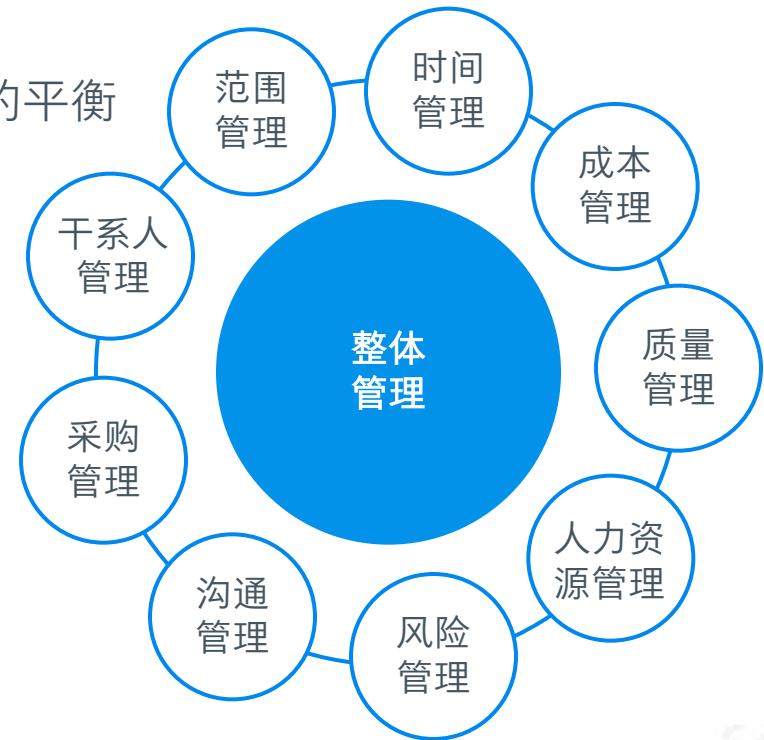 的平衡
范围
管理
时间
管理
成本
管理
质量
管理
人力资
源管理
风险
管理
沟通
管理
采购
管理
干系人
管理
整体
管理